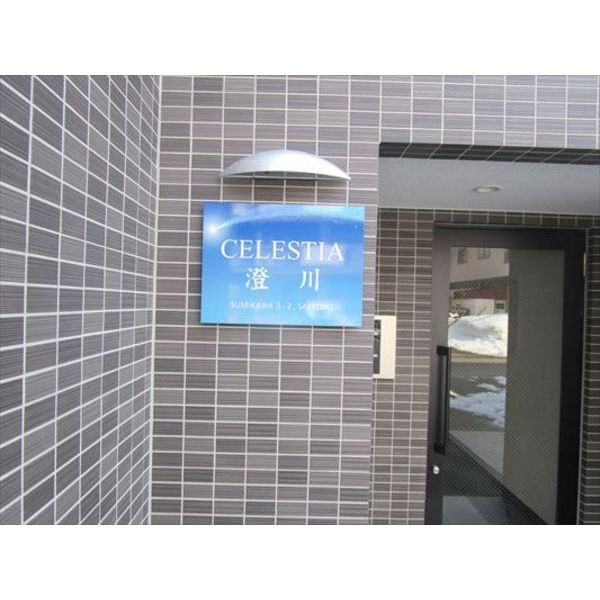 CELESTIA
澄川
SUMIKAWA 3-2, SAPPORO